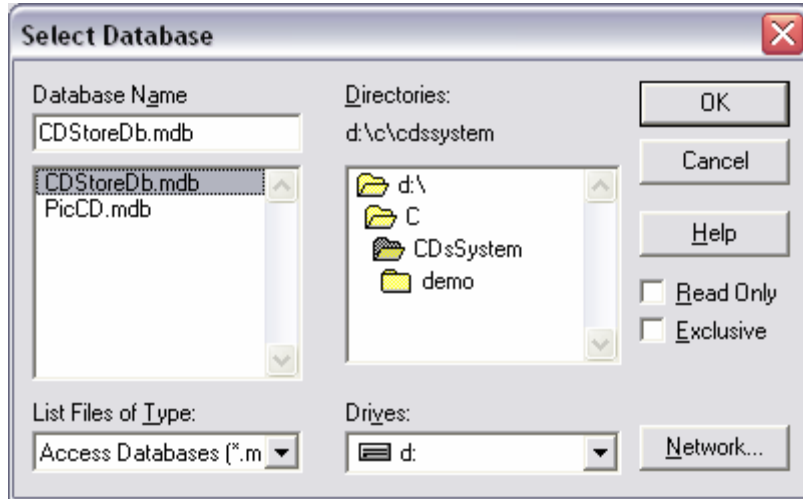 Select Database
Database Name
CDStoreDb.mdb
CDStoreDb.mdb
PicCD.mdb
List Files of Type:
Access Databases (*.m
Directories:
d:\c\cdssystem
d:\
C
CDsSystem
demo
Drives:
d:
OK
Cancel
Help
Read Only
Exclusive
Network...